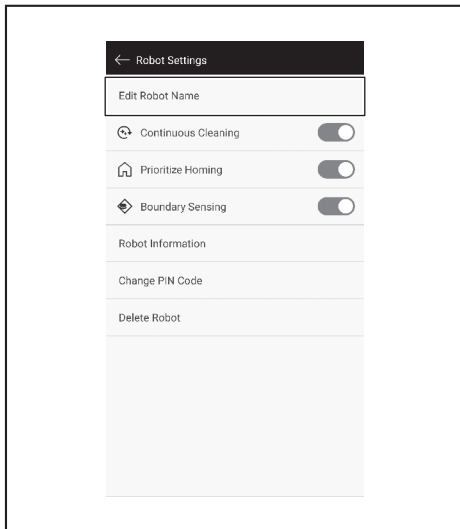 Robot Settings
Edit Robot Name
Continuous Cleaning
Prioritize Homing
Boundary Sensing
Robot Information
Change PIN Code
Delete Robot